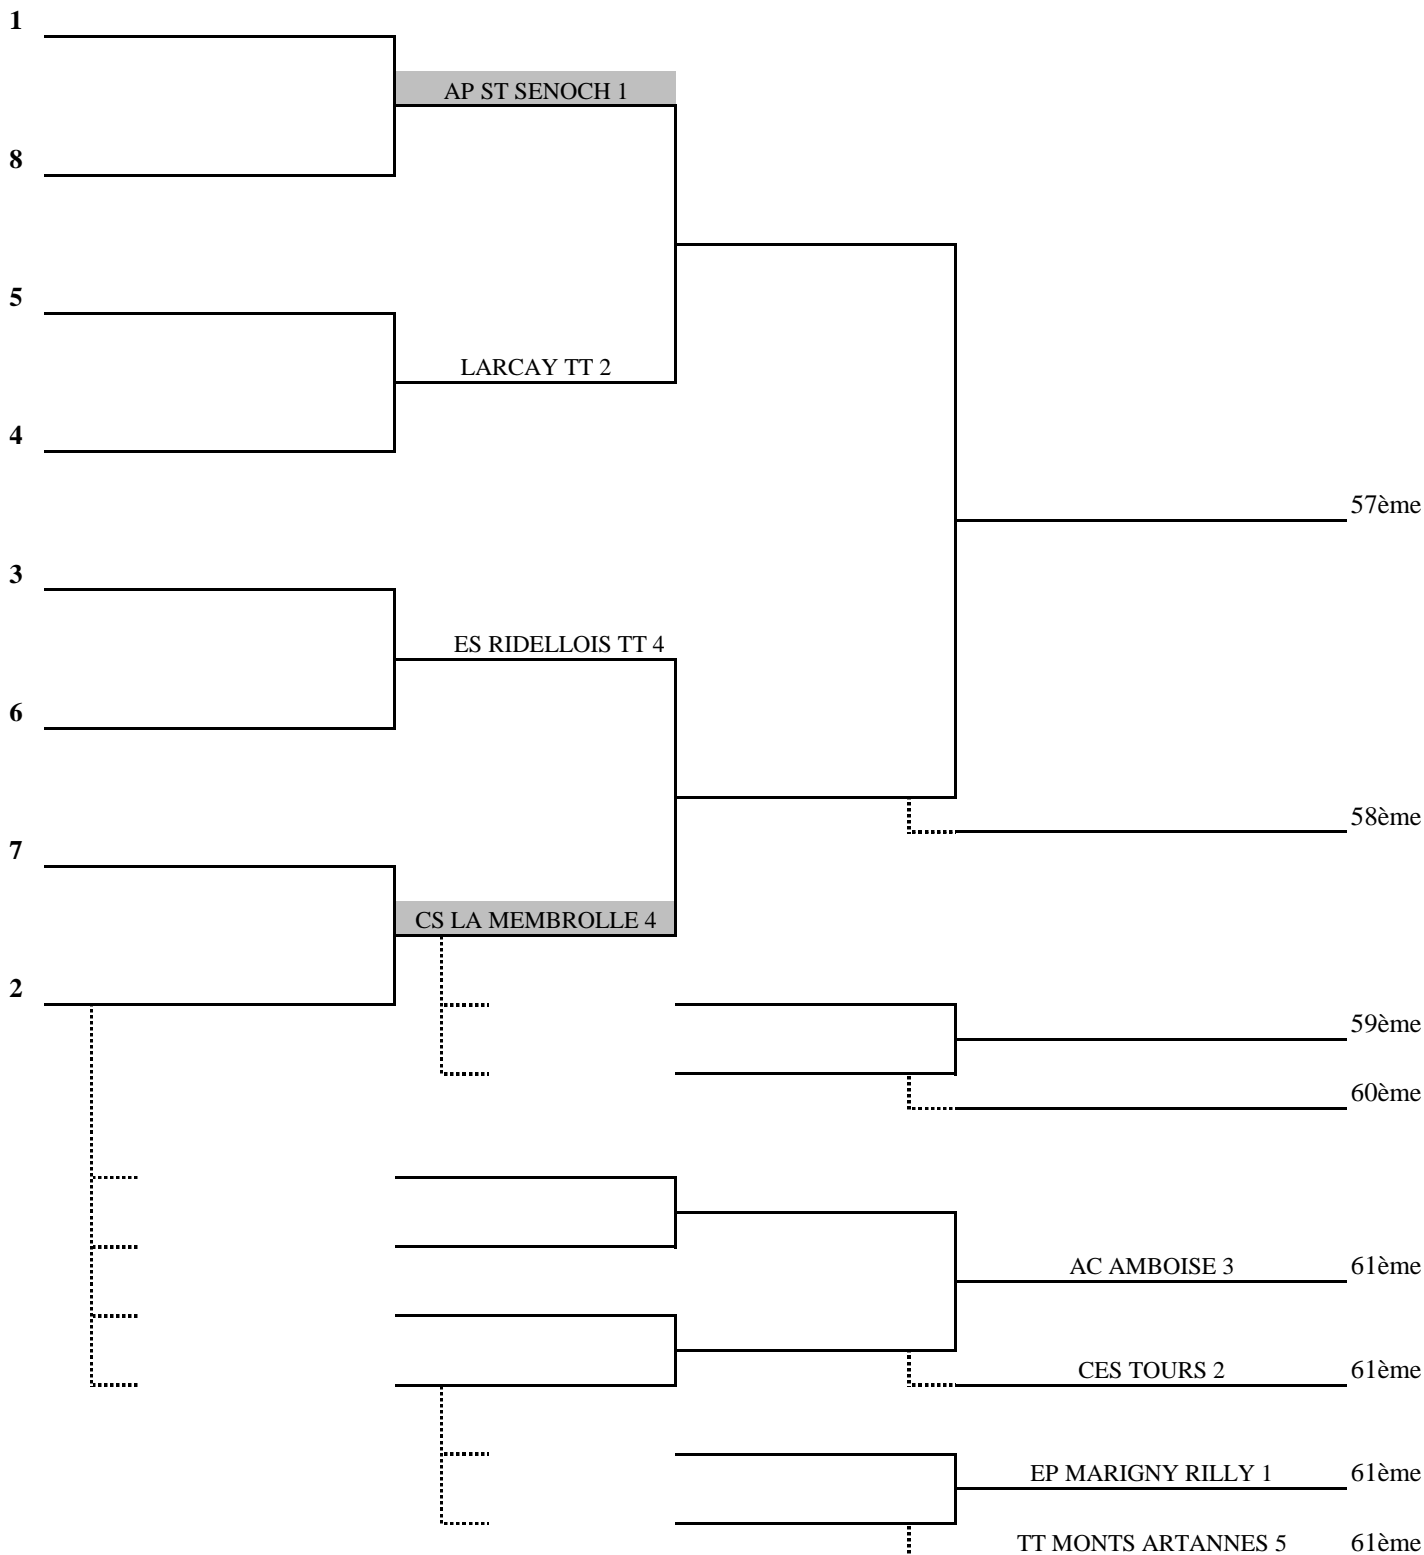 1
AP ST SENOCH 1
8
5
LARCAY TT 2
4
57ème
3
ES RIDELLOIS TT 4
6
58ème
7
CS LA MEMBROLLE 4
2
59ème
60ème
AC AMBOISE 3 61ème
CES TOURS 2 61ème
EP MARIGNY RILLY 1 61ème
TT MONTS ARTANNES 5 61ème